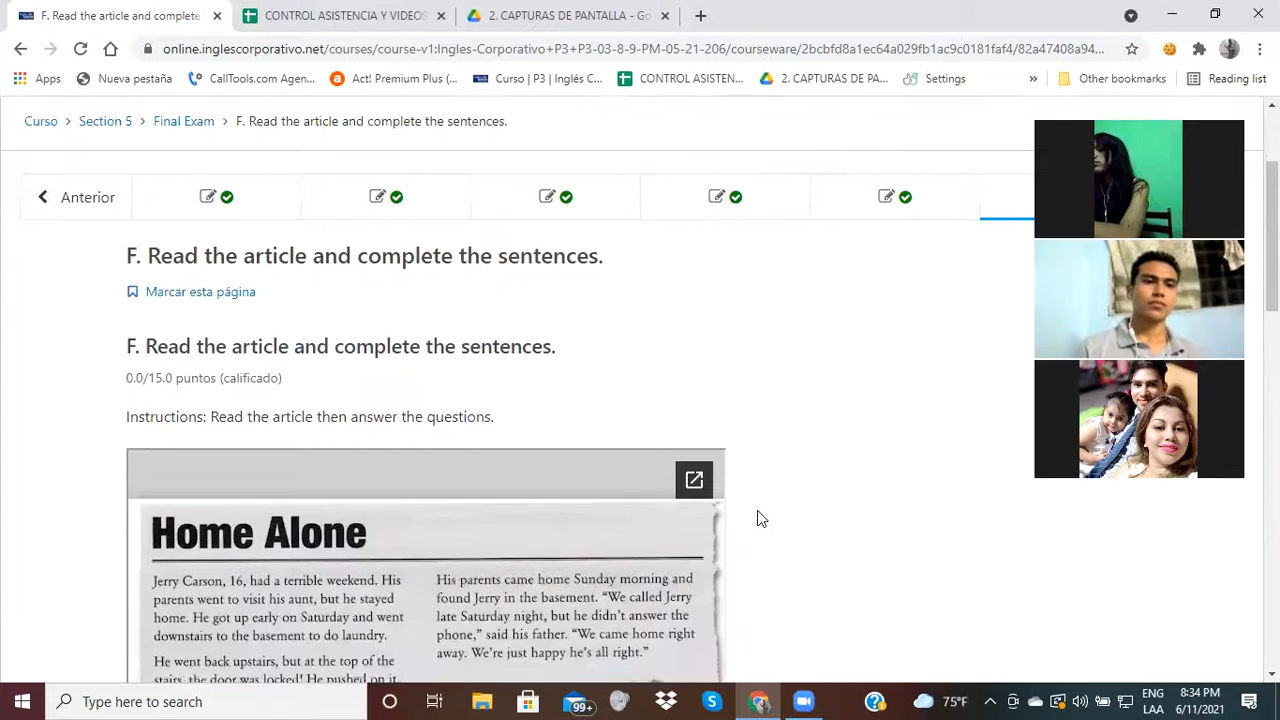 F. Read the article and complete
CONTROL ASISTENCIA Y VIDEOS
2. CAPTURAS DE PANTALLA - Go
online.inglescorporativo.net/courses/course-v1:Ingles-Corporativo+P3+P3-03-8-9-PM-05-21-206/courseware/2bcbfd8a1ec64a029fb1ac9c0181faf4/82a47408a94...
Apps
Nueva pestaña
CallTools.com Agen...
Act! Premium Plus (...
Curso | P3 | Inglés C...
CONTROL ASISTEN...
2. CAPTURAS DE PA...
Settings
»
Other bookmarks
Reading list
Curso > Section 5 > Final Exam > F. Read the article and complete the sentences.
Anterior
F. Read the article and complete the sentences.
Marcar esta página
F. Read the article and complete the sentences.
0.0/15.0 puntos (calificado)
Instructions: Read the article then answer the questions.
Home Alone
Jerry Carson, 16, had a terrible weekend. His
parents went to visit his aunt, but he stayed
home. He got up early on Saturday and went
downstairs to the basement to do laundry.
He went back upstairs, but at the top of the
stairs, the door was locked! He pushed on it
His parents came home Sunday morning and
found Jerry in the basement. “We called Jerry
late Saturday night, but he didn’t answer the
phone,” said his father. “We came home right
away. We’re just happy he’s all right.”
Type here to search
99+
75°F
ENG
LAA
8:34 PM
6/11/2021